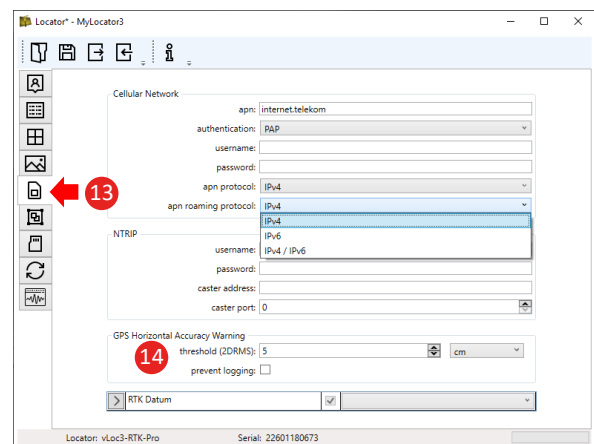 Locator* - MyLocator3
Cellular Network
apn: internet.telekom
authentication: PAP
username:
password:
apn protocol: IPv4
13
apn roaming protocol: IPv4
IPv4
IPv6
IPv4 / IPv6
NTRIP
username:
password:
caster address:
caster port: 0
GPS Horizontal Accuracy Warning
14
threshold (2DRMS): 5 cm
prevent logging:
RTK Datum
Locator: vLoc3-RTK-Pro Serial: 22601180673